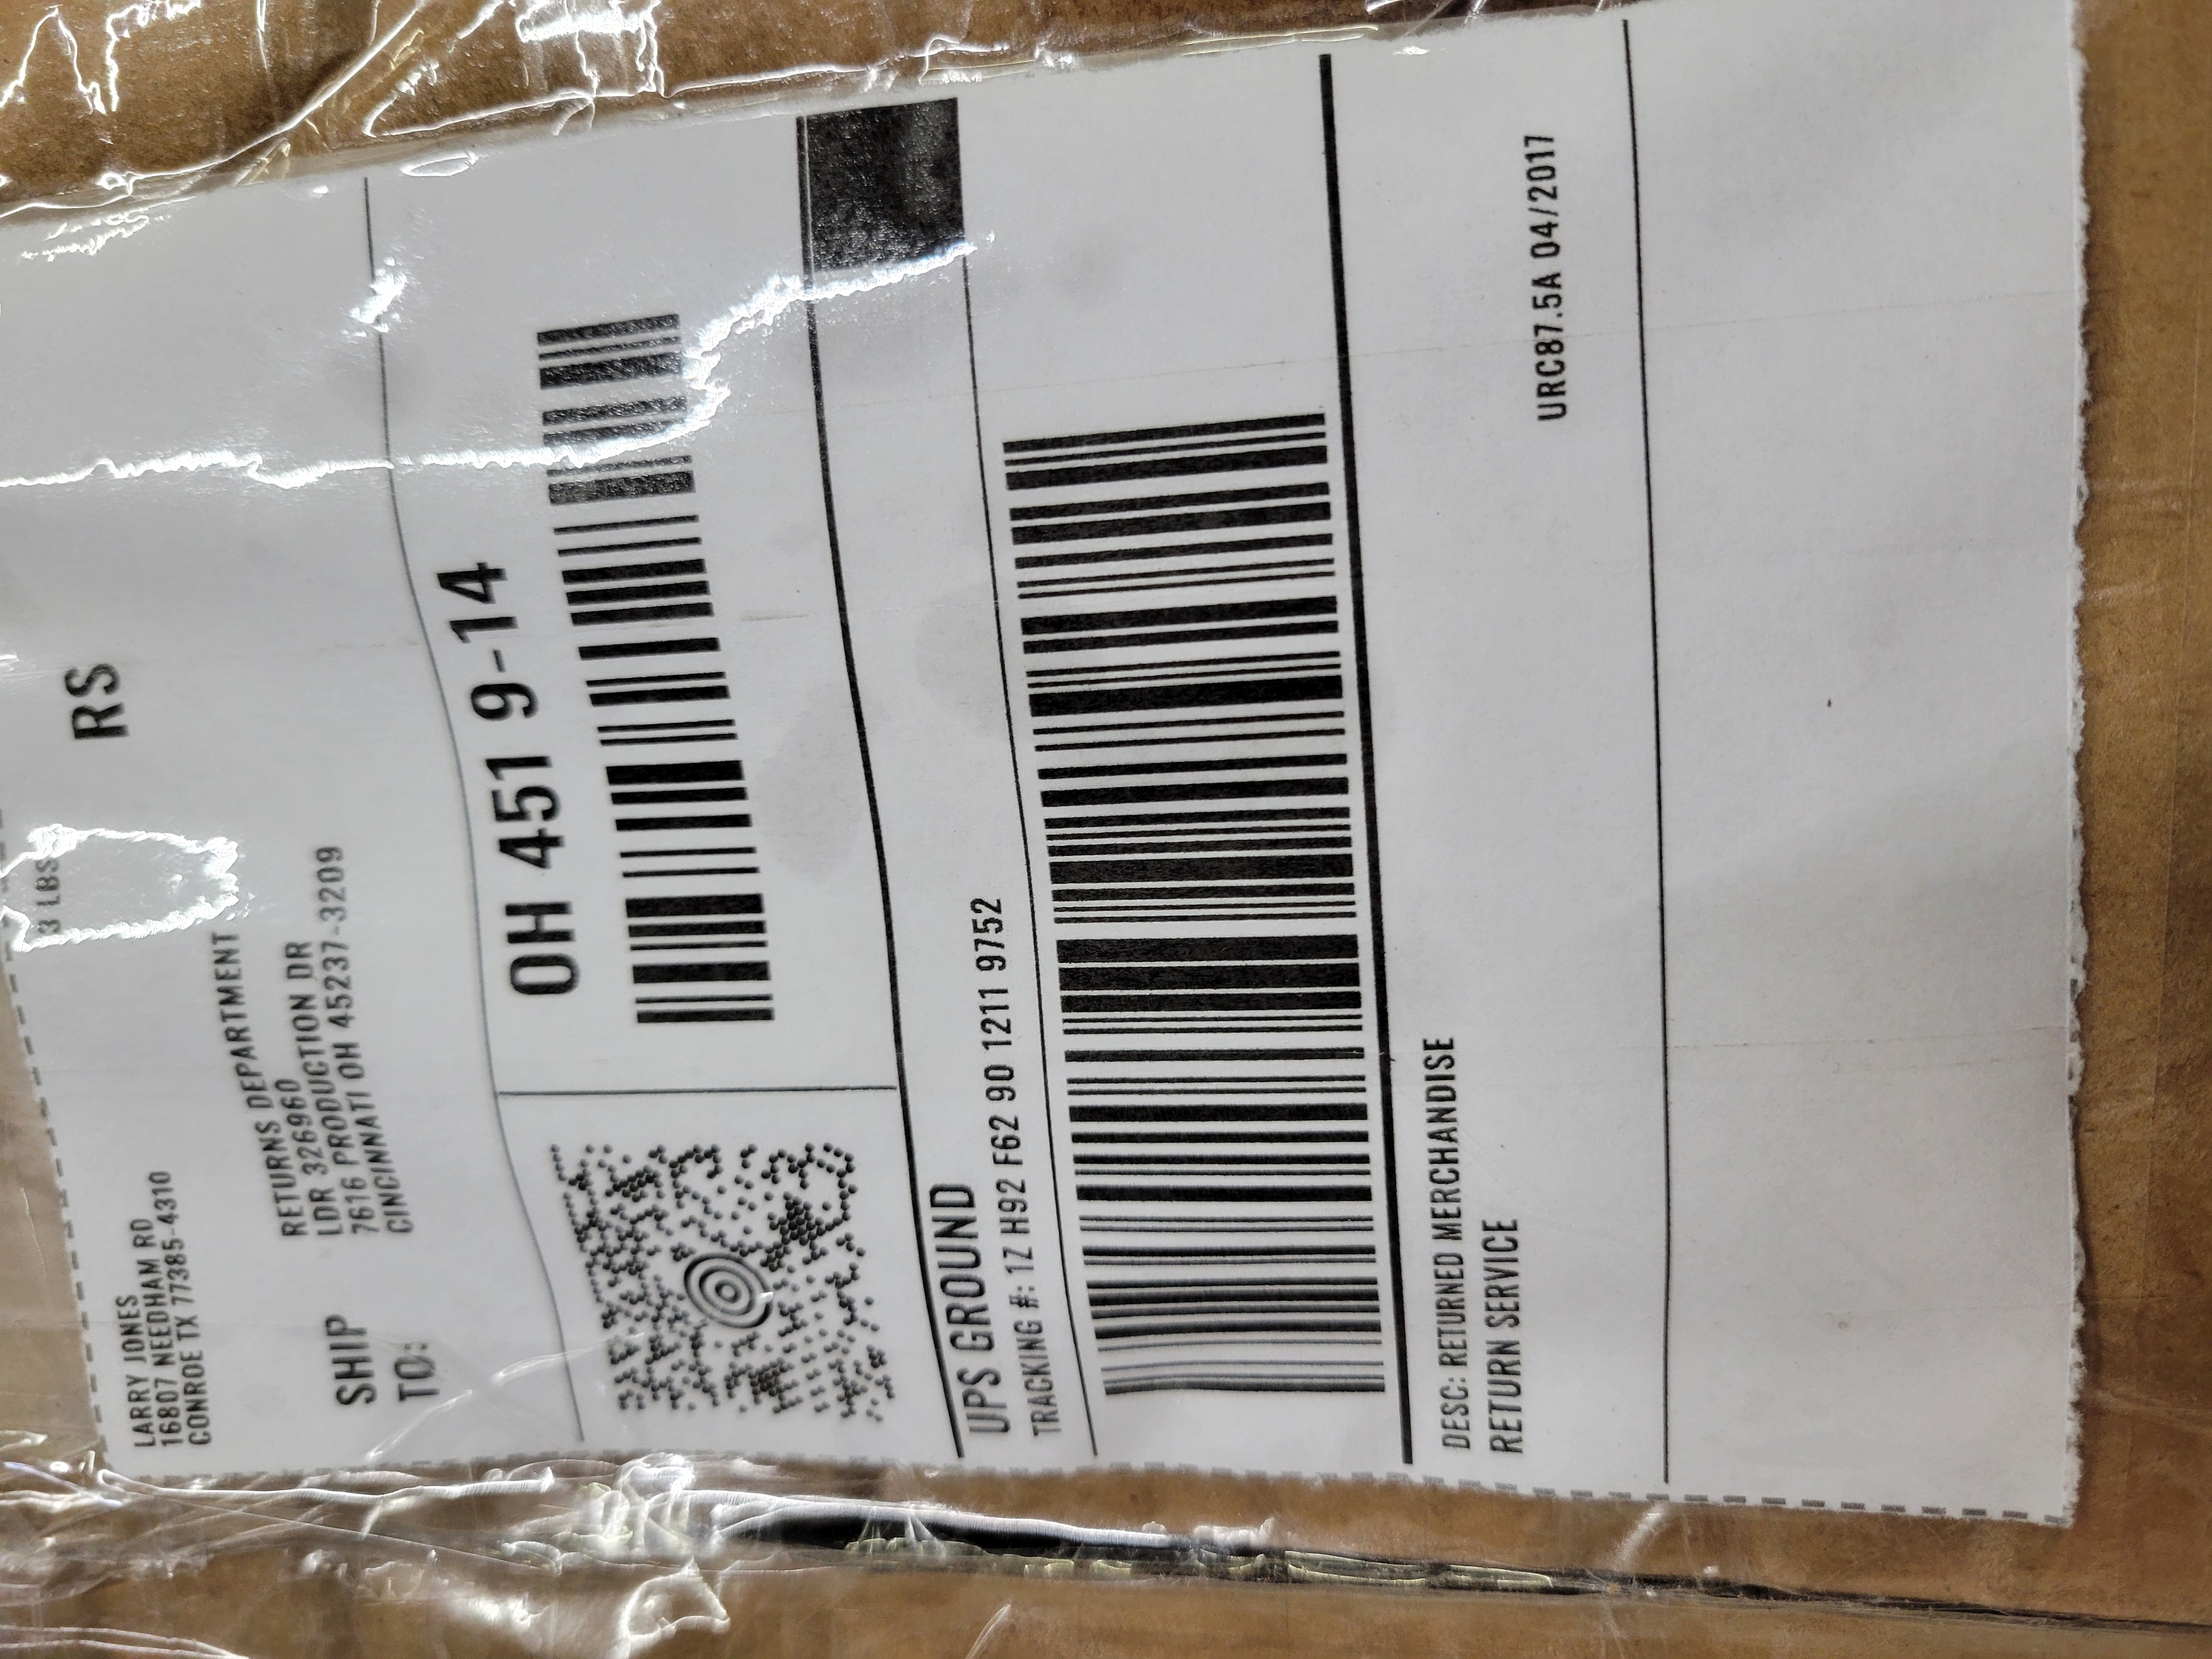 LARRY JONES
16807 NEEDHAM RD
CONROE TX 77385-4310
3 LBS
RS
RETURNS DEPARTMENT
SHIP
TO:
RETURNS
LDR 3226960
7616 PRODUCTION DR
CINCINNATI OH 45237-3209
OH 451 9-14
UPS GROUND
TRACKING #: 1Z H92 F62 90 1211 9752
DESC: RETURNED MERCHANDISE
RETURN SERVICE
URC87.5A 04/2017